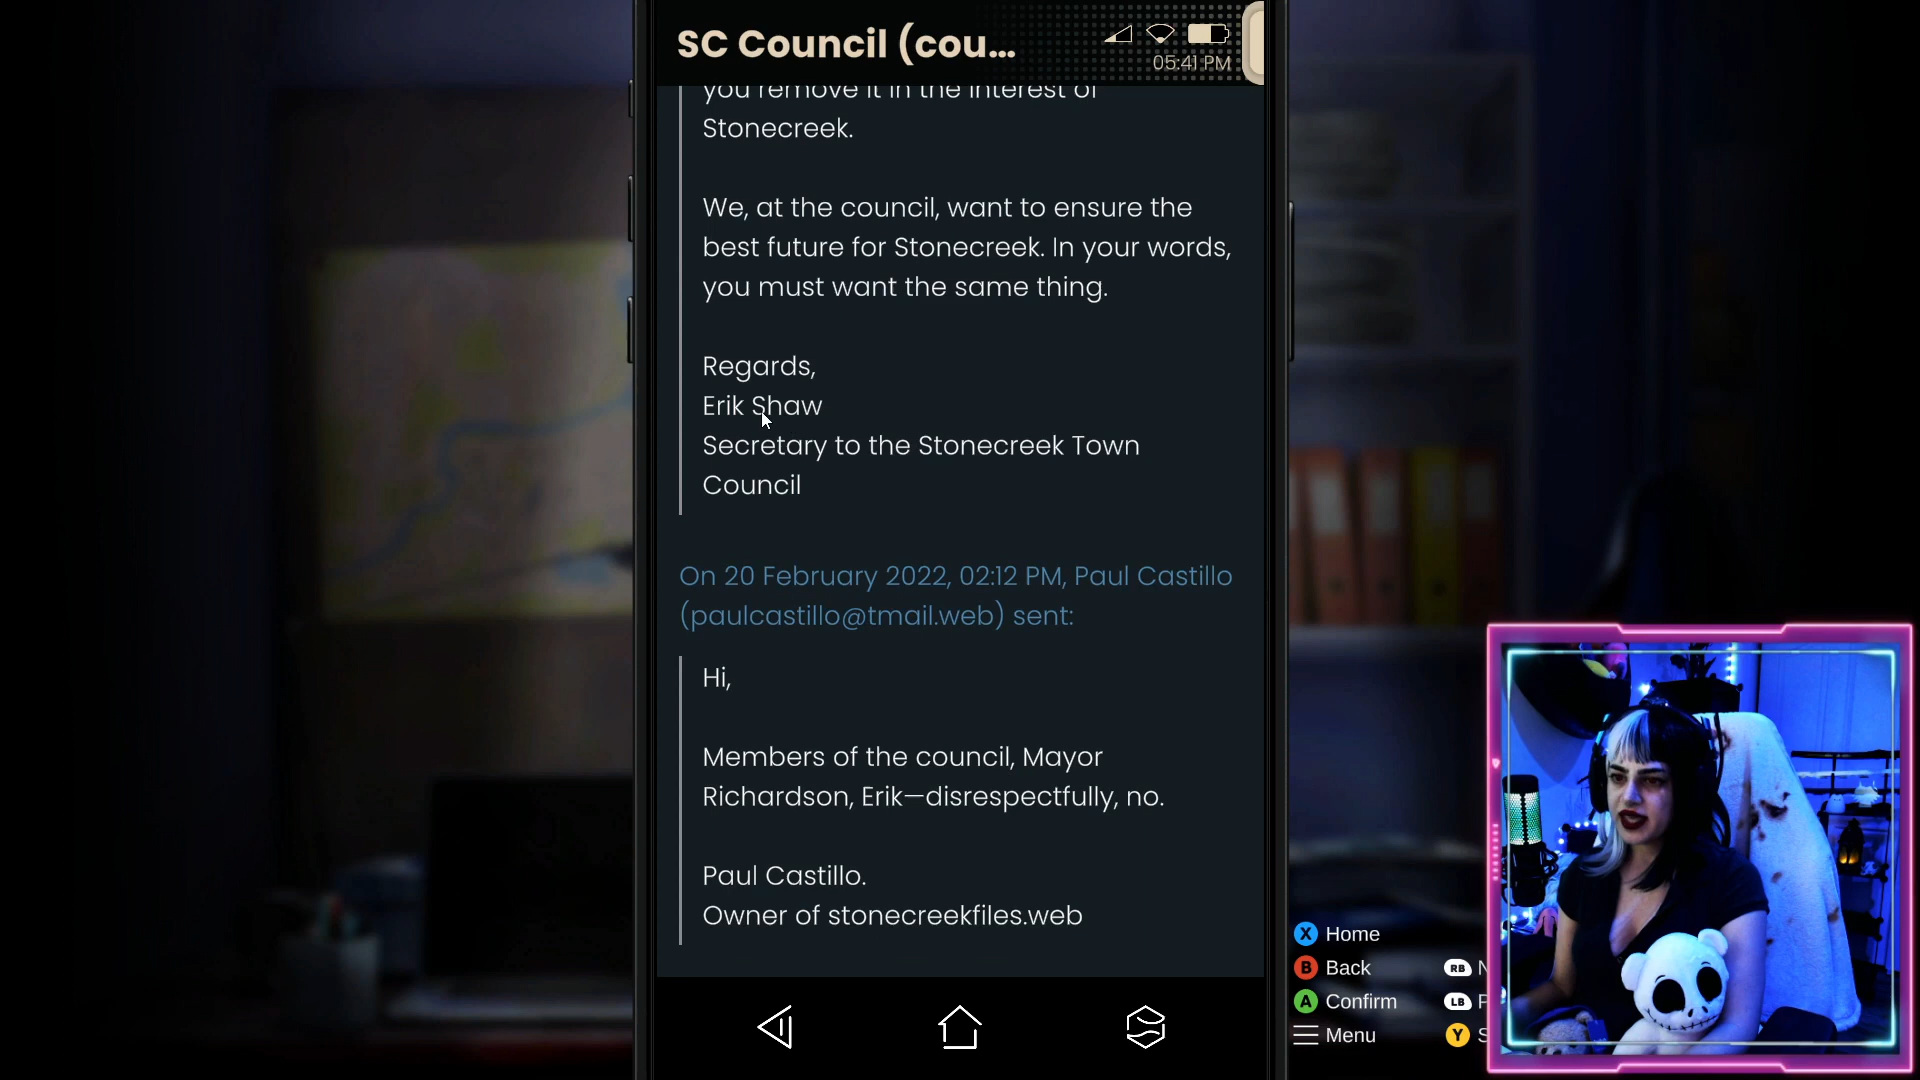 SC Council (cou...
05:41 PM
you remove it in the interest of
Stonecreek.
We, at the council, want to ensure the
best future for Stonecreek. In your words,
you must want the same thing.
Regards,
Erik Shaw
Secretary to the Stonecreek Town
Council
On 20 February 2022, 02:12 PM, Paul Castillo
(paulcastillo@tmail.web) sent:
Hi,
Members of the council, Mayor
Richardson, Erik—disrespectfully, no.
Paul Castillo.
Owner of stonecreekfiles.web
X Home
B Back
RB N
A Confirm
LB P
Menu
Y S